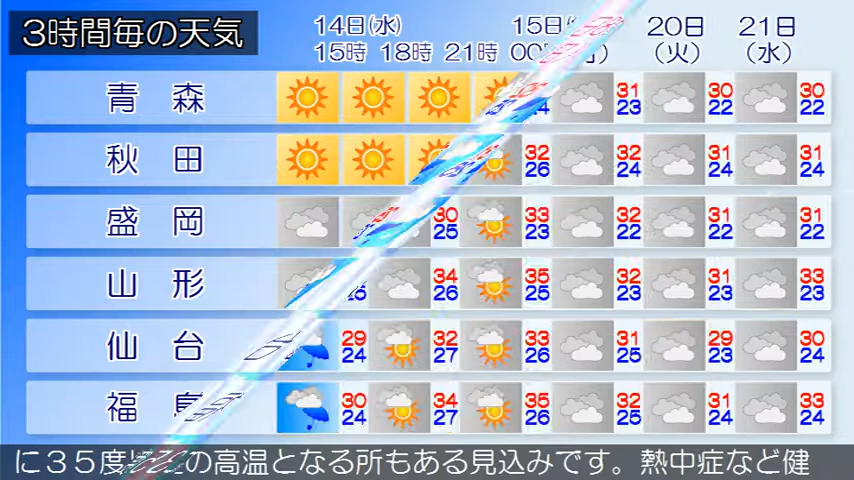 3時間毎の天気
14日(水) 15日 20日 21日
15時 18時 21時 00 (火) (水)
青森 31 23 30 22 30 22
秋田 32 26 32 24 31 24 31 24
盛岡 30 25 33 23 32 22 31 22 31 22
山形 34 26 35 25 32 23 31 23 33 23
仙台 29 24 32 27 33 26 31 25 29 23 30 24
福島 30 24 34 27 35 26 32 25 31 24 33 24
に35度 の高温となる所もある見込みです。熱中症など健